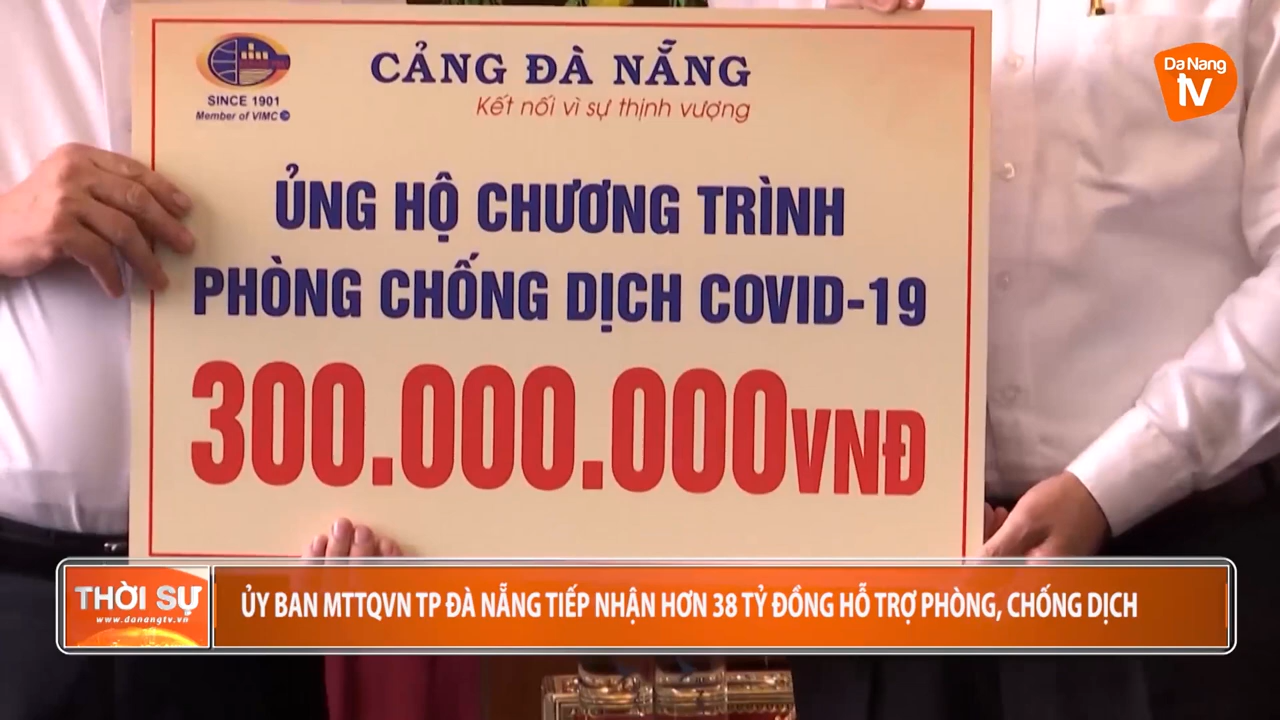 Da Nang
tv
SINCE 1901
Member of VIMC
CẢNG ĐÀ NẴNG
Kết nối vì sự thịnh vượng
ỦNG HỘ CHƯƠNG TRÌNH
PHÒNG CHỐNG DỊCH COVID-19
300.000.000VNĐ
THỜI SỰ
www.danangtv.vn
ỦY BAN MTTQVN TP ĐÀ NẴNG TIẾP NHẬN HƠN 38 TỶ ĐỒNG HỖ TRỢ PHÒNG, CHỐNG DỊCH